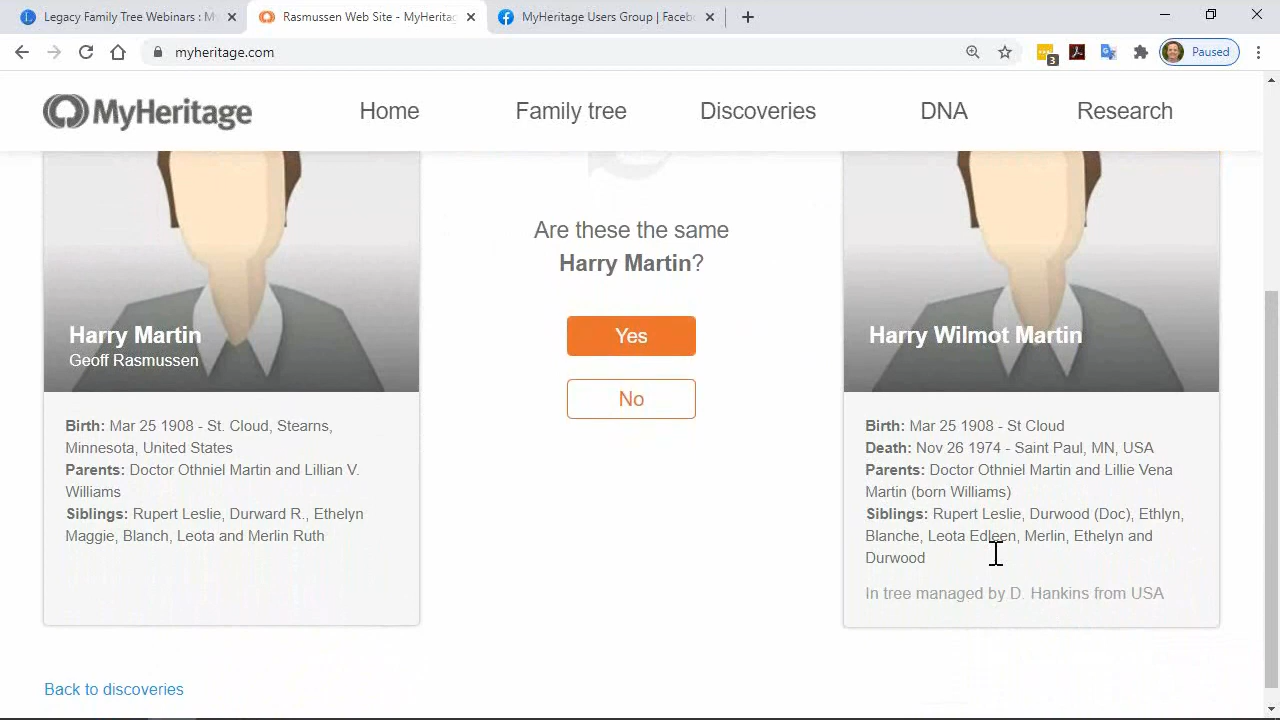 Legacy Family Tree Webinars : My
Rasmussen Web Site - MyHeritag
MyHeritage Users Group | Faceb
myheritage.com
3
Paused
MyHeritage
Home
Family tree
Discoveries
DNA
Research
Harry Martin
Geoff Rasmussen
Birth: Mar 25 1908 - St. Cloud, Stearns,
Minnesota, United States
Parents: Doctor Othniel Martin and Lillian V.
Williams
Siblings: Rupert Leslie, Durward R., Ethelyn
Maggie, Blanch, Leota and Merlin Ruth
Are these the same
Harry Martin?
Yes
No
Harry Wilmot Martin
Birth: Mar 25 1908 - St Cloud
Death: Nov 26 1974 - Saint Paul, MN, USA
Parents: Doctor Othniel Martin and Lillie Vena
Martin (born Williams)
Siblings: Rupert Leslie, Durwood (Doc), Ethlyn,
Blanche, Leota Edleen, Merlin, Ethelyn and
Durwood
In tree managed by D. Hankins from USA
Back to discoveries